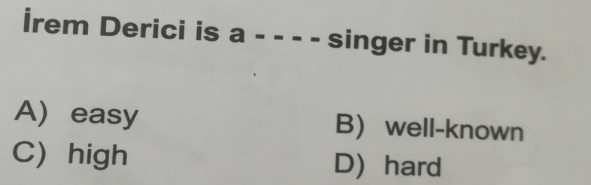 İrem Derici is a - - - - singer in Turkey.
A) easy
B) well-known
C) high
D) hard